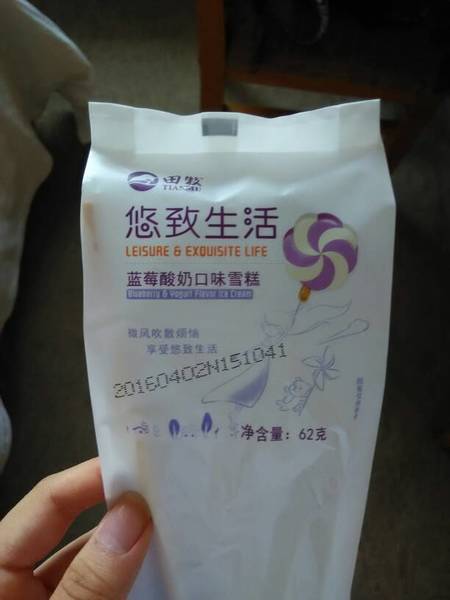 田牧
TIANMU
悠致生活
LEISURE & EXQUISITE LIFE
蓝莓酸奶口味雪糕
Blueberry & Yogurt Flavor Ice Cream
微风吹散烦恼
享受悠致生活
20160402N151041
净含量：62克